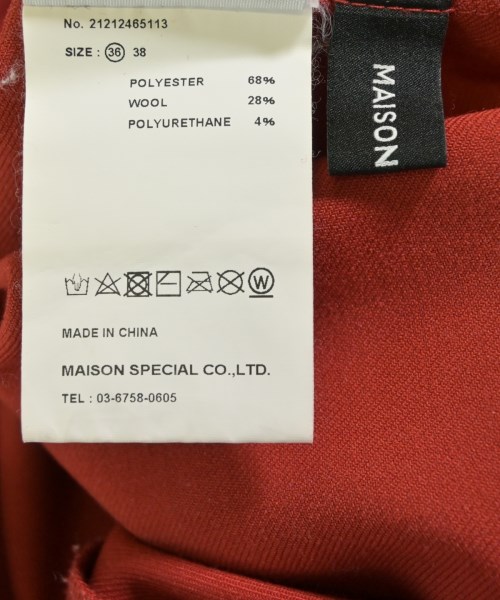 No. 21212465113
SIZE : 36 38
POLYESTER 68%
WOOL 28%
POLYURETHANE 4%
W
MADE IN CHINA
MAISON SPECIAL CO.,LTD.
TEL : 03-6758-0605
MAISON